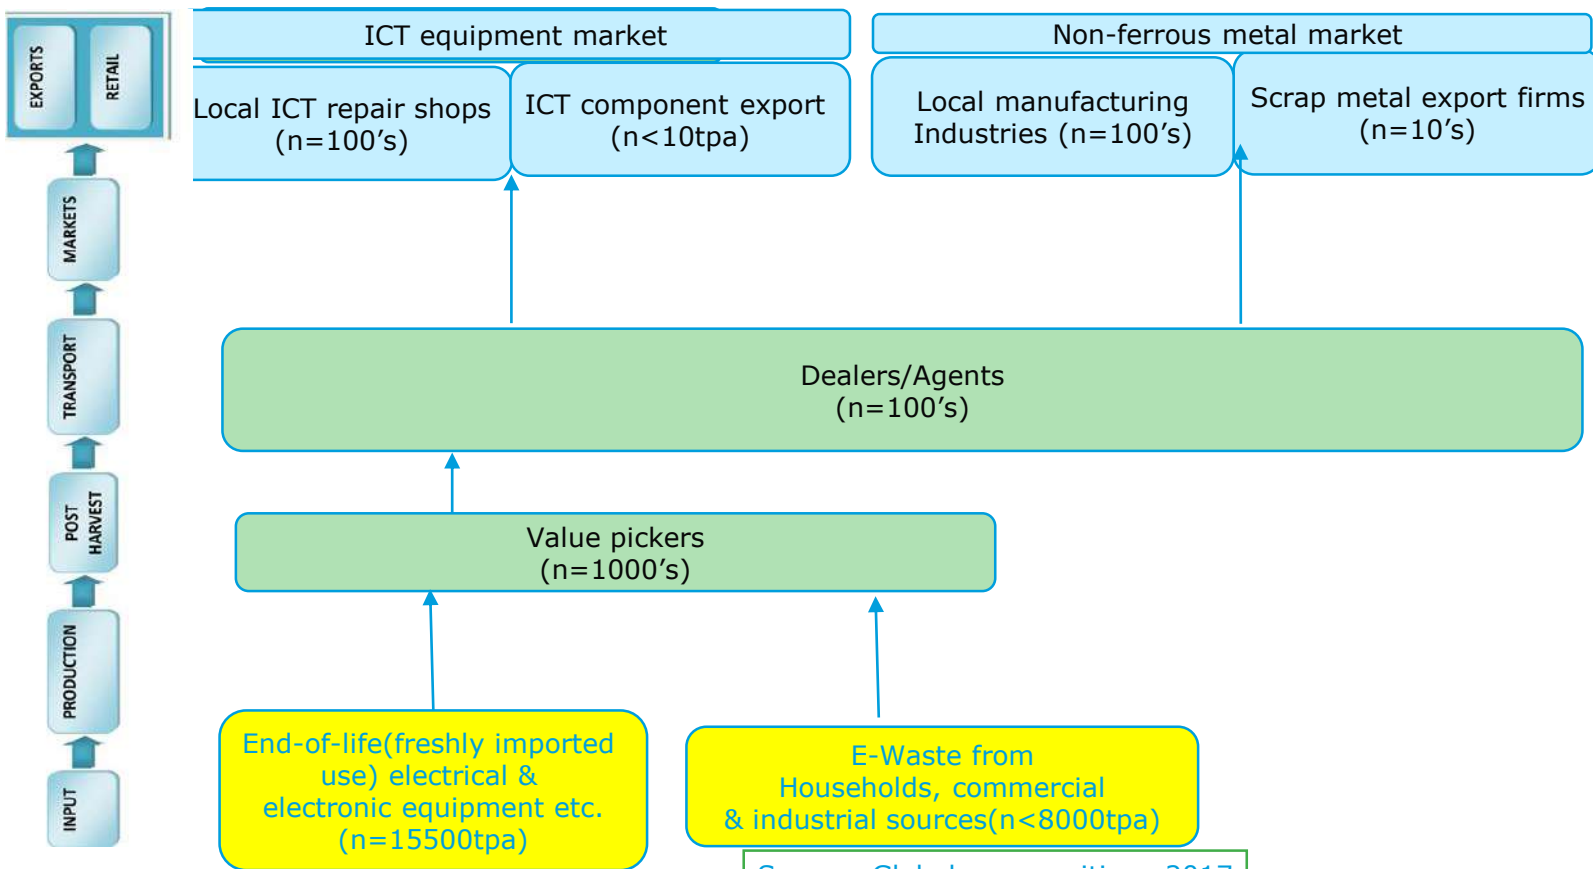 EXPORTS
RETAIL
MARKETS
TRANSPORT
POST
HARVEST
PRODUCTION
INPUT
ICT equipment market
Non-ferrous metal market
Local ICT repair shops
(n=100’s)
ICT component export
(n<10tpa)
Local manufacturing
Industries (n=100’s)
Scrap metal export firms
(n=10’s)
Dealers/Agents
(n=100’s)
Value pickers
(n=1000’s)
End-of-life(freshly imported
use) electrical &
electronic equipment etc.
(n=15500tpa)
E-Waste from
Households, commercial
& industrial sources(n<8000tpa)
2017